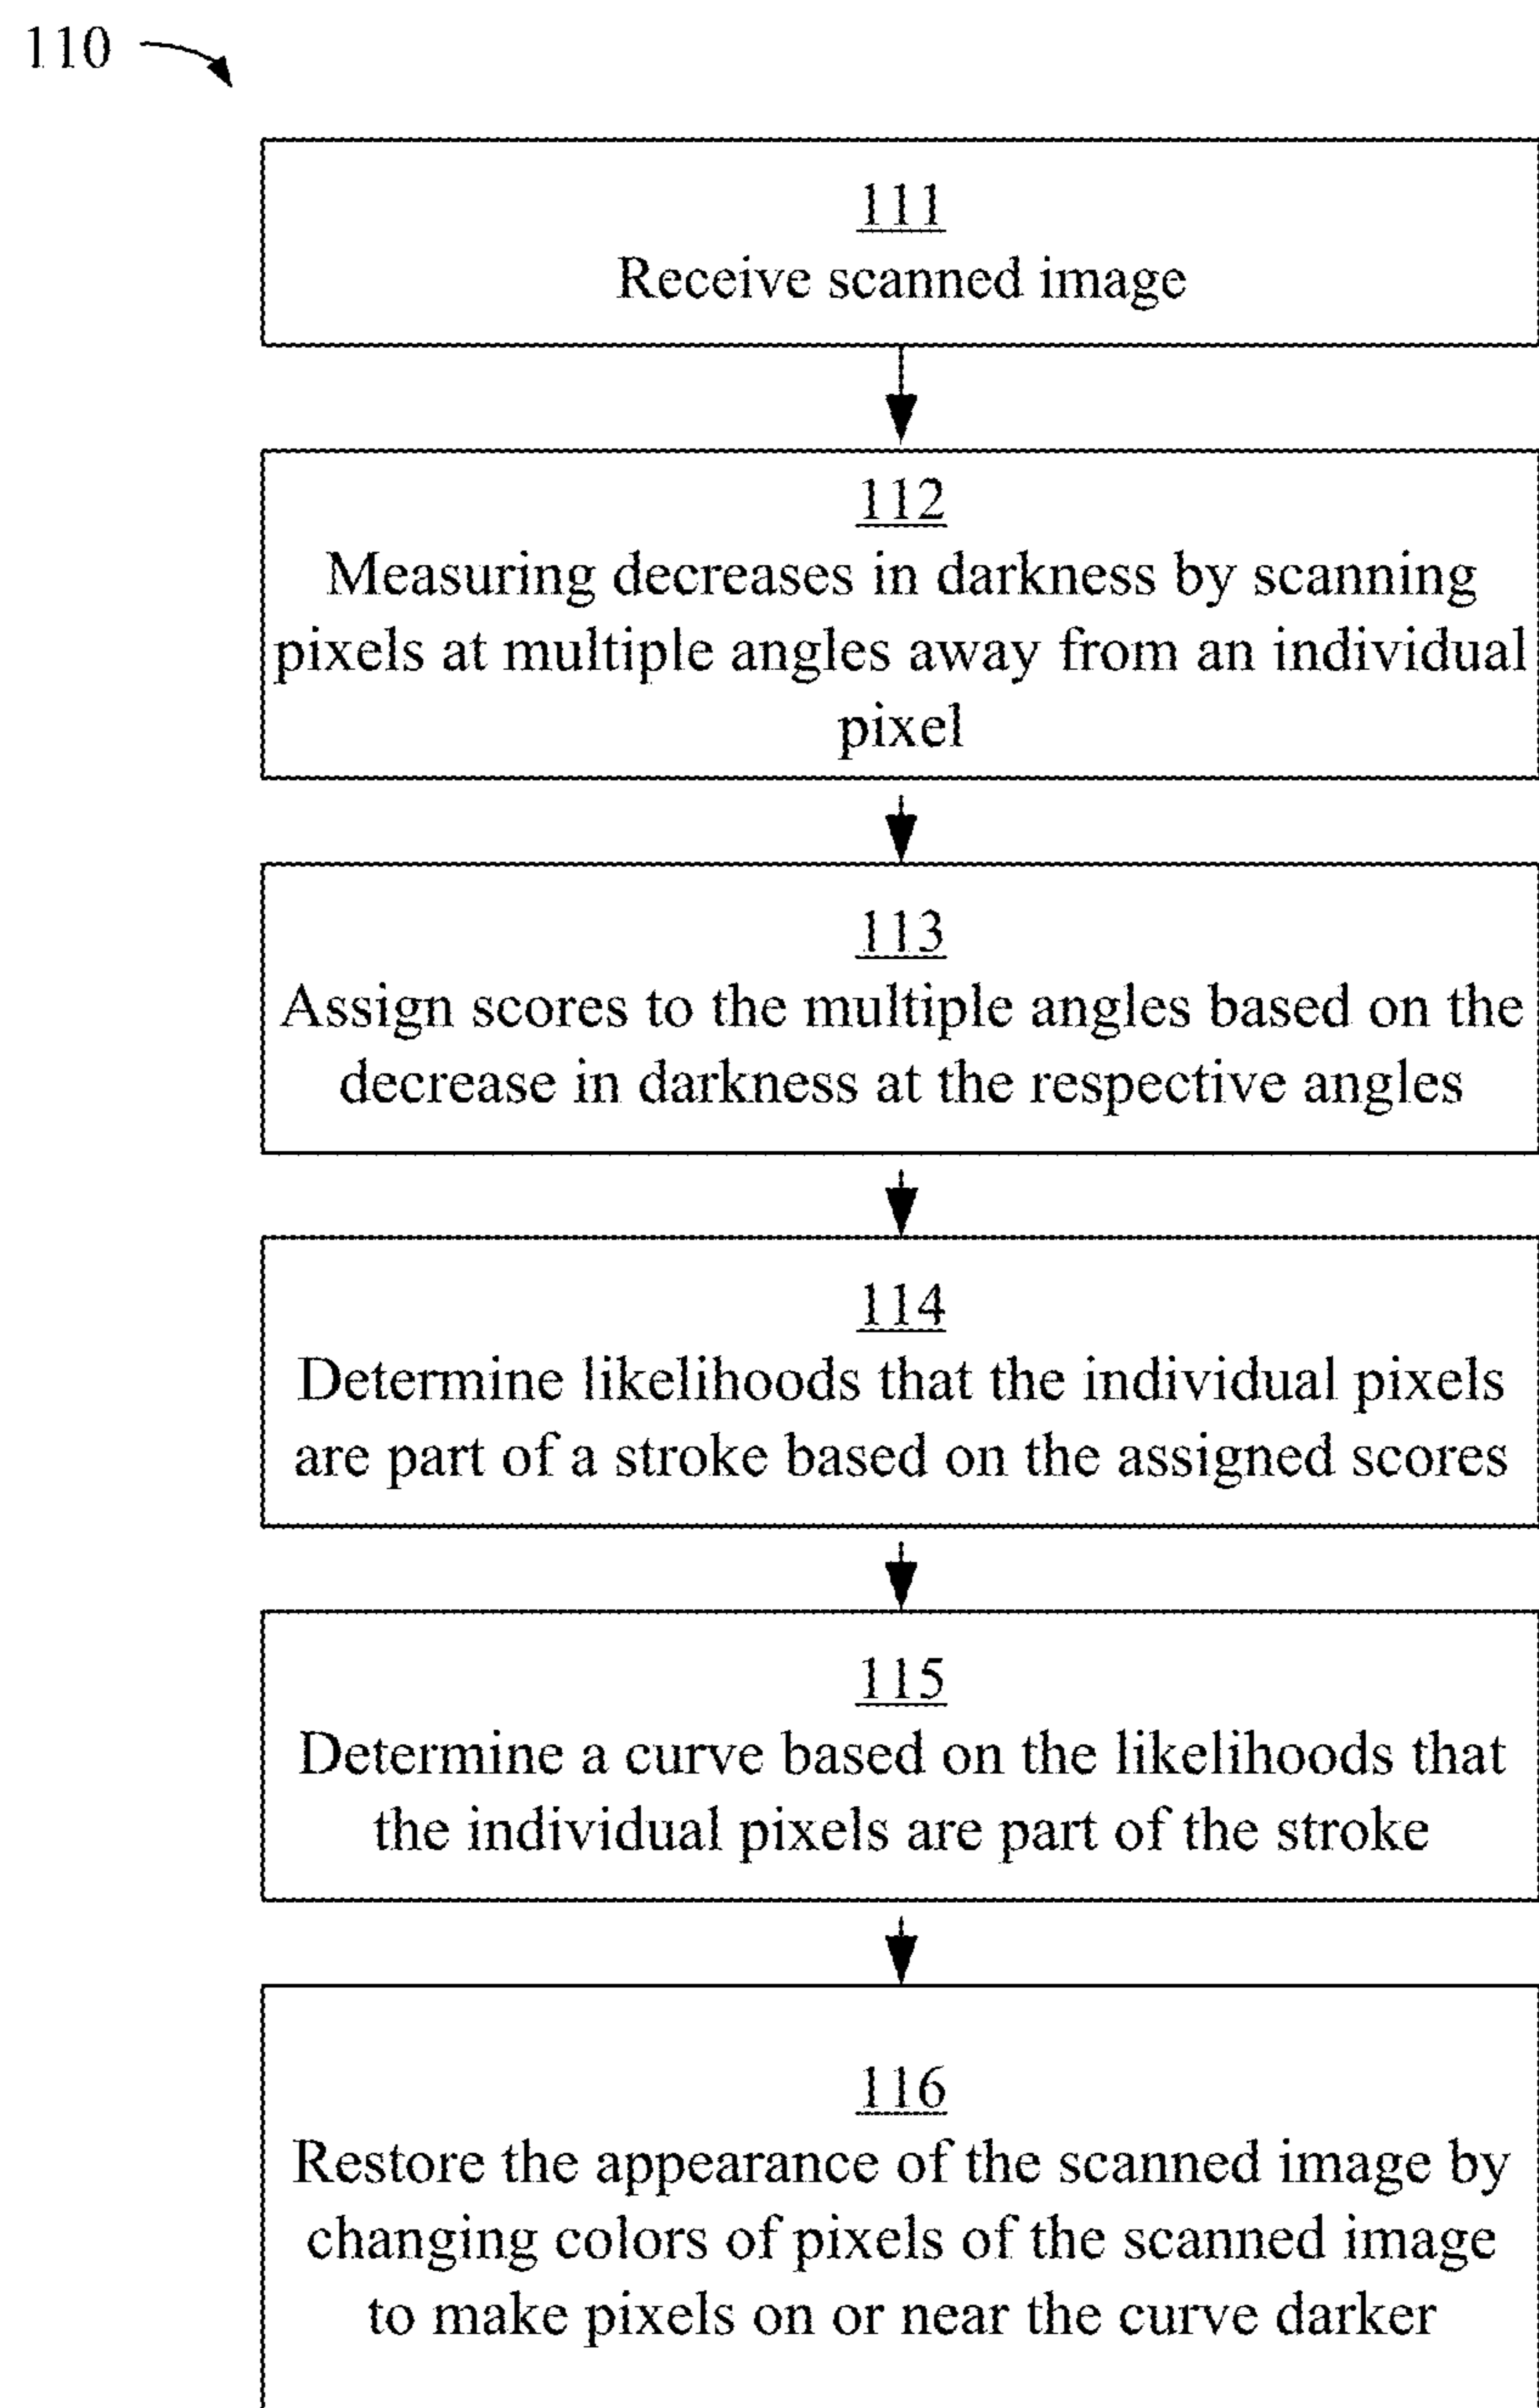 110
111
Receive scanned image
112
Measuring decreases in darkness by scanning
pixels at multiple angles away from an individual
pixel
113
Assign scores to the multiple angles based on the
decrease in darkness at the respective angles
114
Determine likelihoods that the individual pixels
are part of a stroke based on the assigned scores
115
Determine a curve based on the likelihoods that
the individual pixels are part of the stroke
116
Restore the appearance of the scanned image by
changing colors of pixels of the scanned image
to make pixels on or near the curve darker